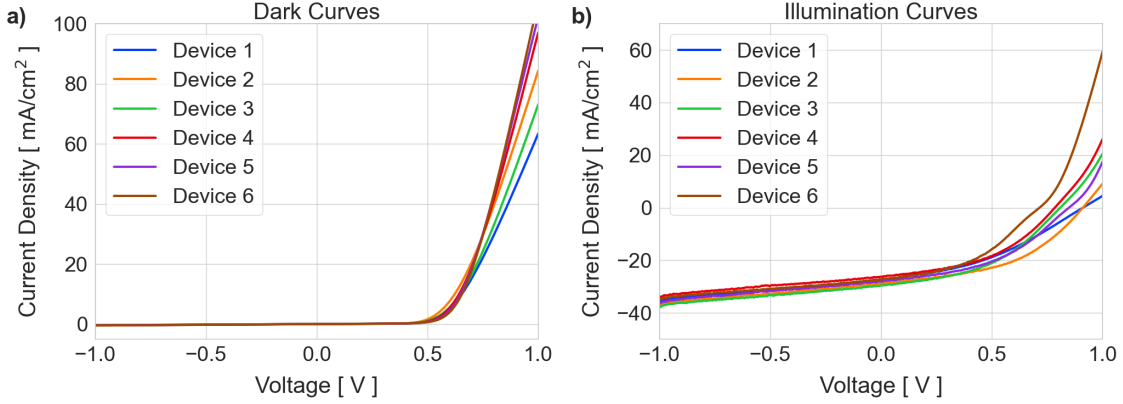 a)
Dark Curves
Current Density [ mA/cm² ]
100
80
60
40
20
0
Device 1
Device 2
Device 3
Device 4
Device 5
Device 6
−1.0 −0.5 0.0 0.5 1.0
Voltage [ V ]
b)
Illumination Curves
Current Density [ mA/cm² ]
60
40
20
0
−20
−40
Device 1
Device 2
Device 3
Device 4
Device 5
Device 6
−1.0 −0.5 0.0 0.5 1.0
Voltage [ V ]